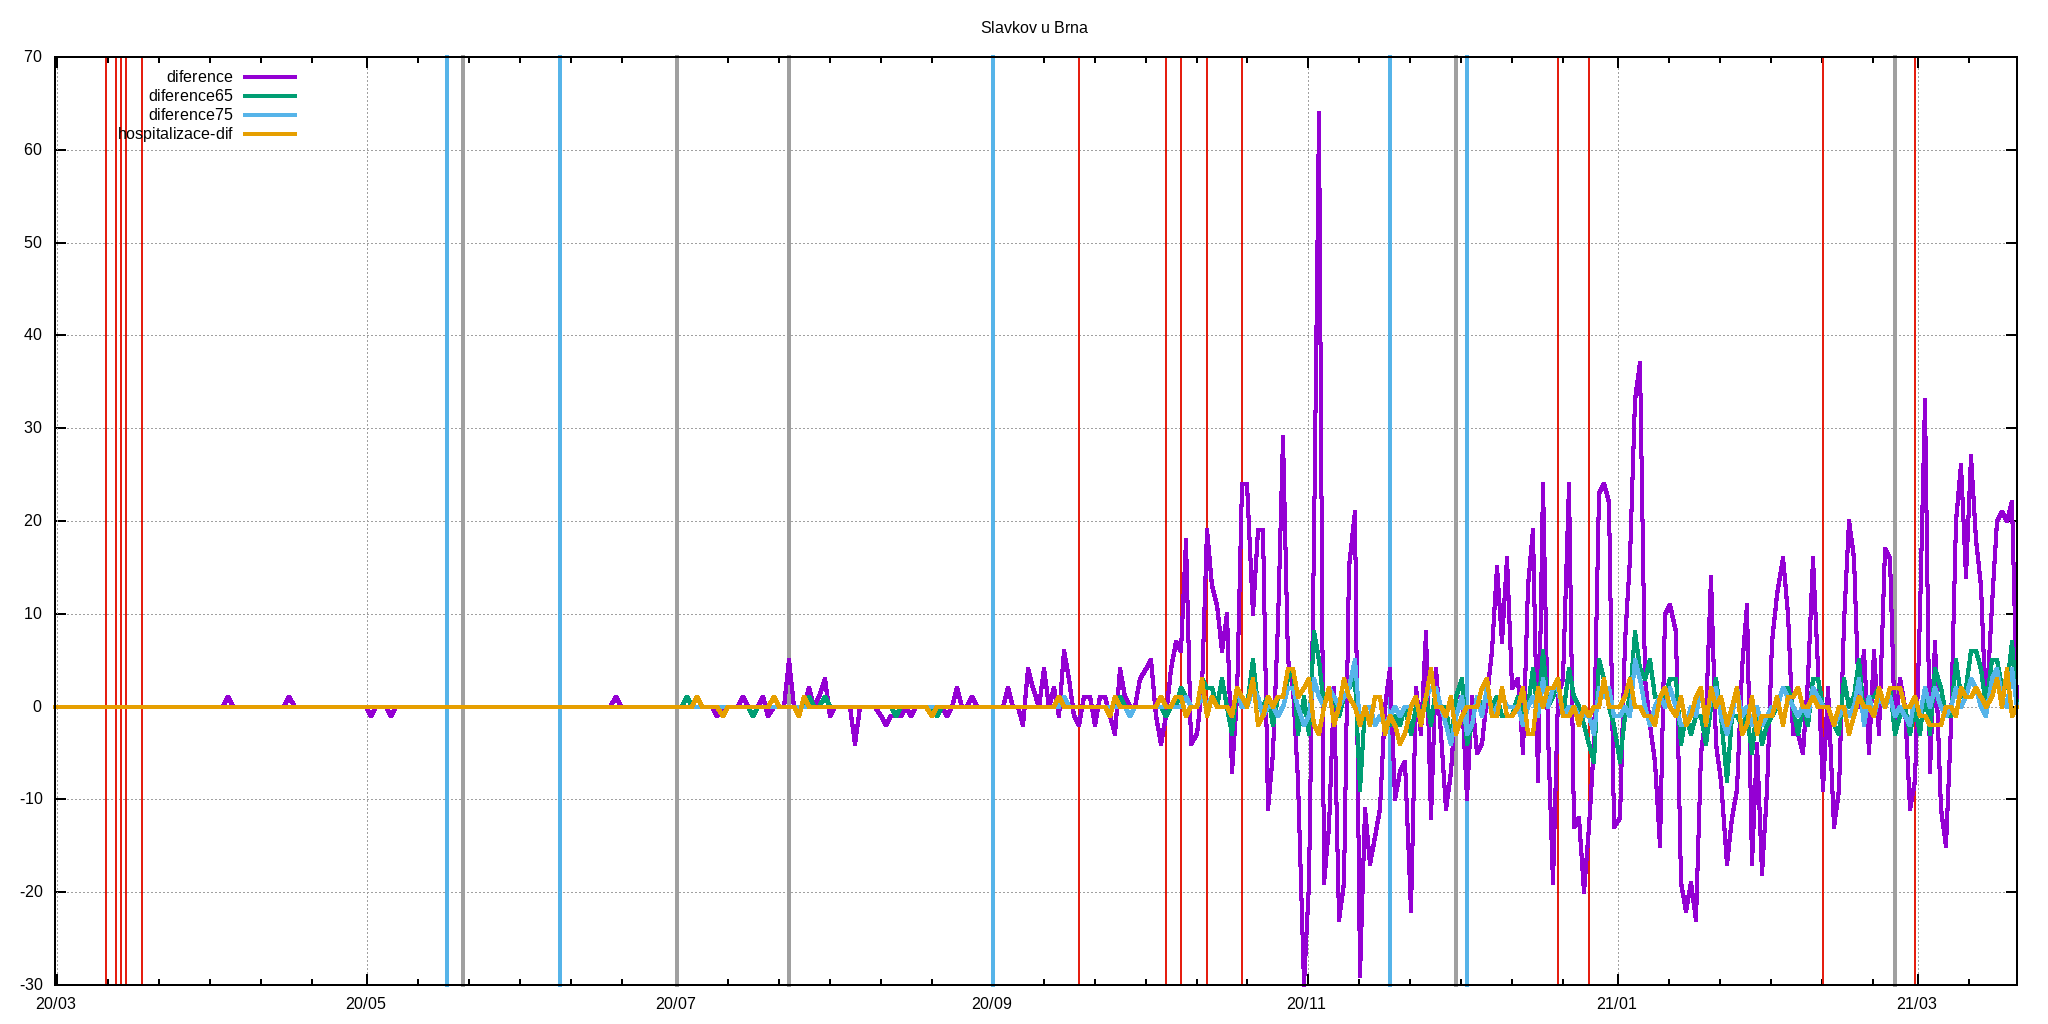 Slavkov u Brna
70
60
50
40
30
20
10
0
-10
-20
-30
diference
diference65
diference75
hospitalizace-dif
20/03 20/05 20/07 20/09 20/11 21/01 21/03